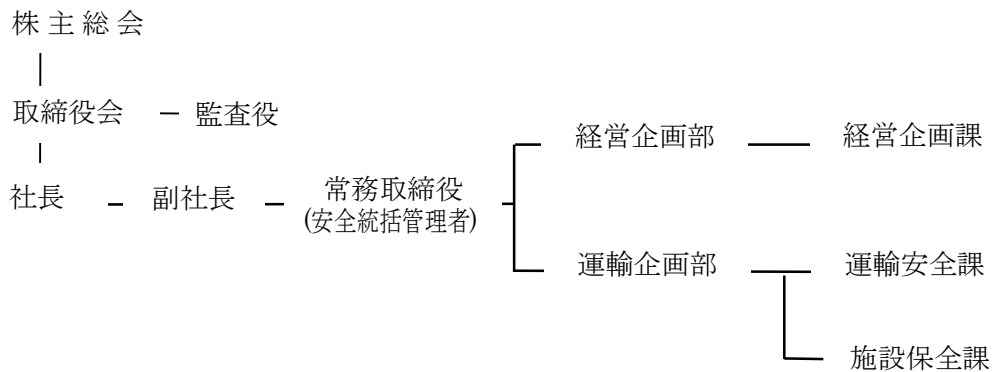 株主総会
取締役会 － 監査役
経営企画部 経営企画課
社長 － 副社長 － 常務取締役
(安全統括管理者)
運輸企画部 運輸安全課
施設保全課